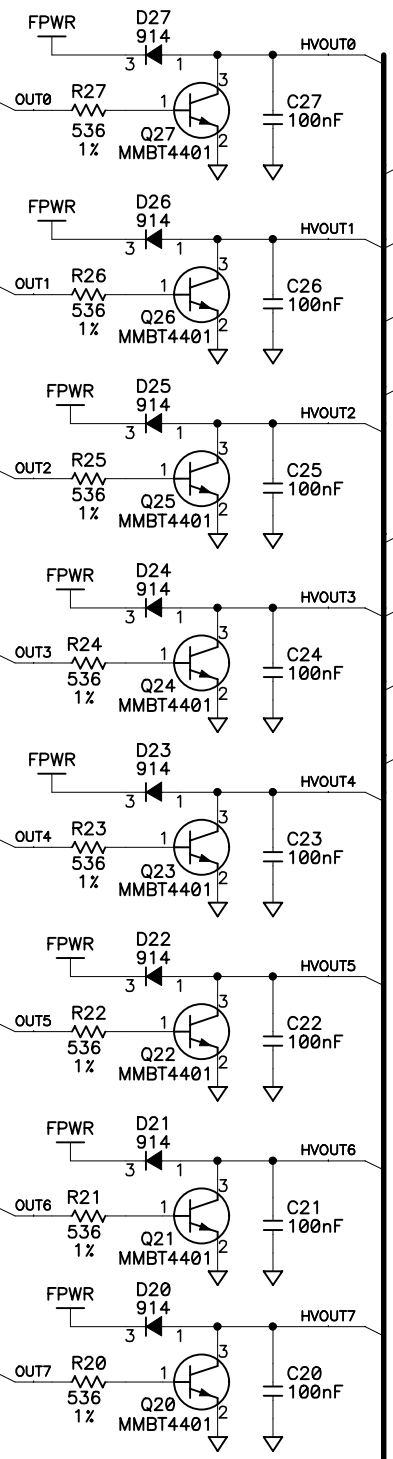 D27
FPWR
914
HVOUT0
3 1
3
R27
OUT0
1
C27
100nF
536
Q27
2
1%
MMBT4401
D26
FPWR
914
HVOUT1
3 1
3
R26
OUT1
1
C26
100nF
536
Q26
2
1%
MMBT4401
D25
FPWR
914
HVOUT2
3 1
3
R25
OUT2
1
C25
100nF
536
Q25
2
1%
MMBT4401
D24
FPWR
914
HVOUT3
3 1
3
R24
OUT3
1
C24
100nF
536
Q24
2
1%
MMBT4401
D23
FPWR
914
HVOUT4
3 1
3
R23
OUT4
1
C23
100nF
536
Q23
2
1%
MMBT4401
D22
FPWR
914
HVOUT5
3 1
3
R22
OUT5
1
C22
100nF
536
Q22
2
1%
MMBT4401
D21
FPWR
914
HVOUT6
3 1
3
R21
OUT6
1
C21
100nF
536
Q21
2
1%
MMBT4401
D20
FPWR
914
HVOUT7
3 1
3
R20
OUT7
1
C20
100nF
536
Q20
2
1%
MMBT4401